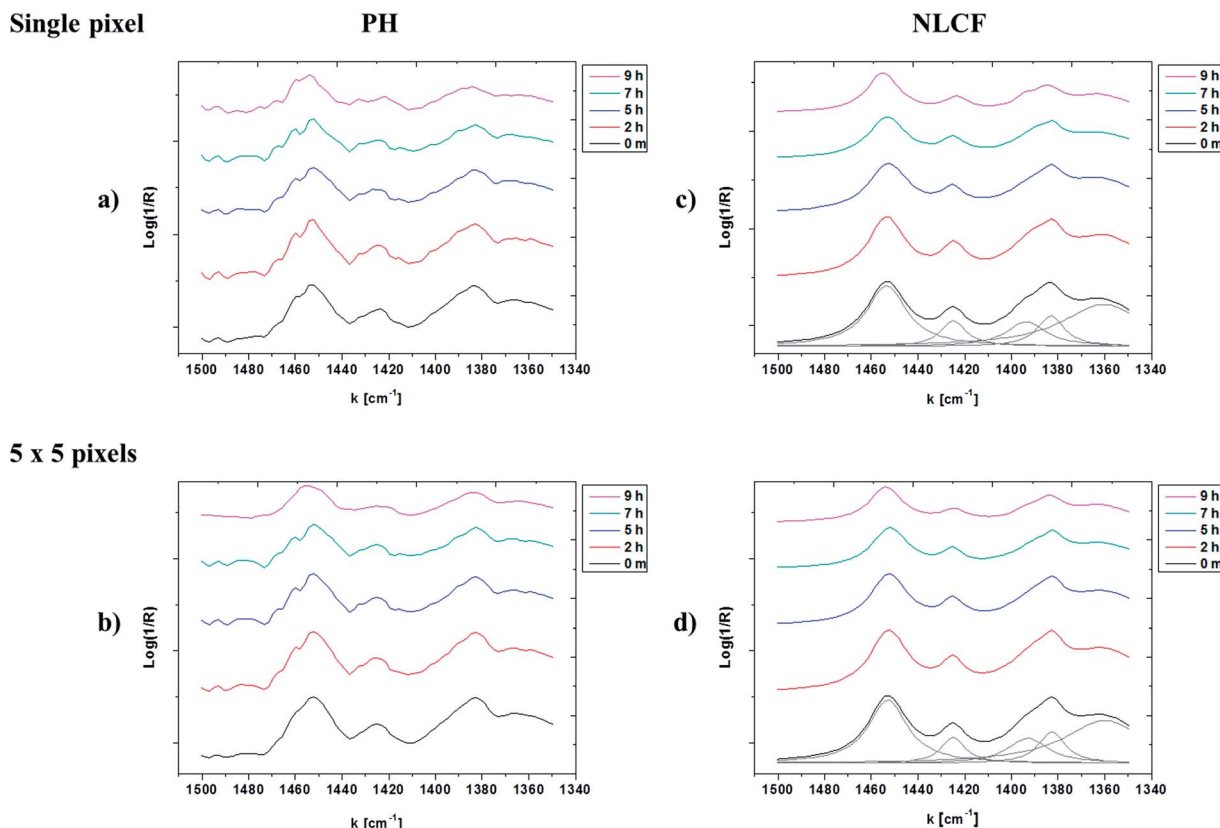 Single pixel
PH
NLCF
a)
Log(1/R)
9 h
7 h
5 h
2 h
0 m
1500 1480 1460 1440 1420 1400 1380 1360 1340
k [cm⁻¹]
c)
Log(1/R)
9 h
7 h
5 h
2 h
0 m
1500 1480 1460 1440 1420 1400 1380 1360 1340
k [cm⁻¹]
5 x 5 pixels
b)
Log(1/R)
9 h
7 h
5 h
2 h
0 m
1500 1480 1460 1440 1420 1400 1380 1360 1340
k [cm⁻¹]
d)
Log(1/R)
9 h
7 h
5 h
2 h
0 m
1500 1480 1460 1440 1420 1400 1380 1360 1340
k [cm⁻¹]